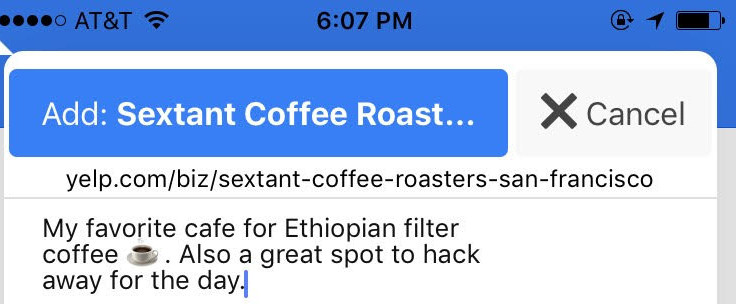 AT&T 6:07 PM
Add: Sextant Coffee Roast... Cancel
yelp.com/biz/sextant-coffee-roasters-san-francisco
My favorite cafe for Ethiopian filter
coffee ☕. Also a great spot to hack
away for the day.